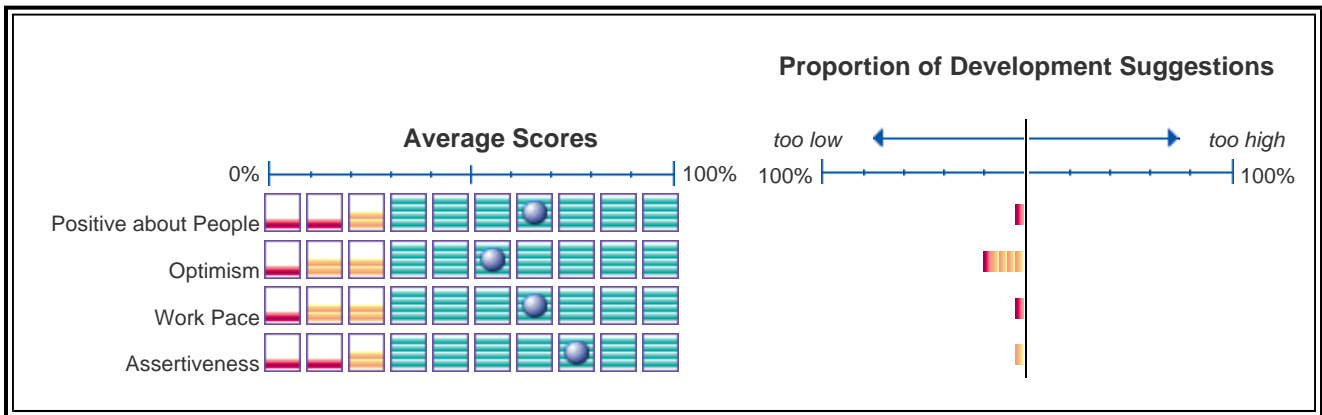 Proportion of Development Suggestions
Average Scores
too low
too high
0%
100%
100%
100%
Positive about People
Optimism
Work Pace
Assertiveness